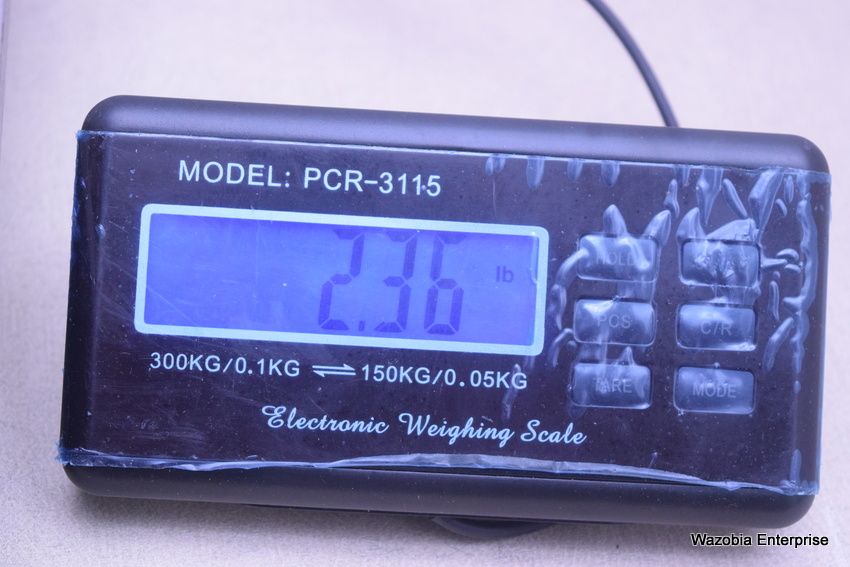 MODEL: PCR-3115
2.36 lb
HOLD
PCS C/R
TARE MODE
300KG/0.1KG ⇌ 150KG/0.05KG
Electronic Weighing Scale
Wazobia Enterprise